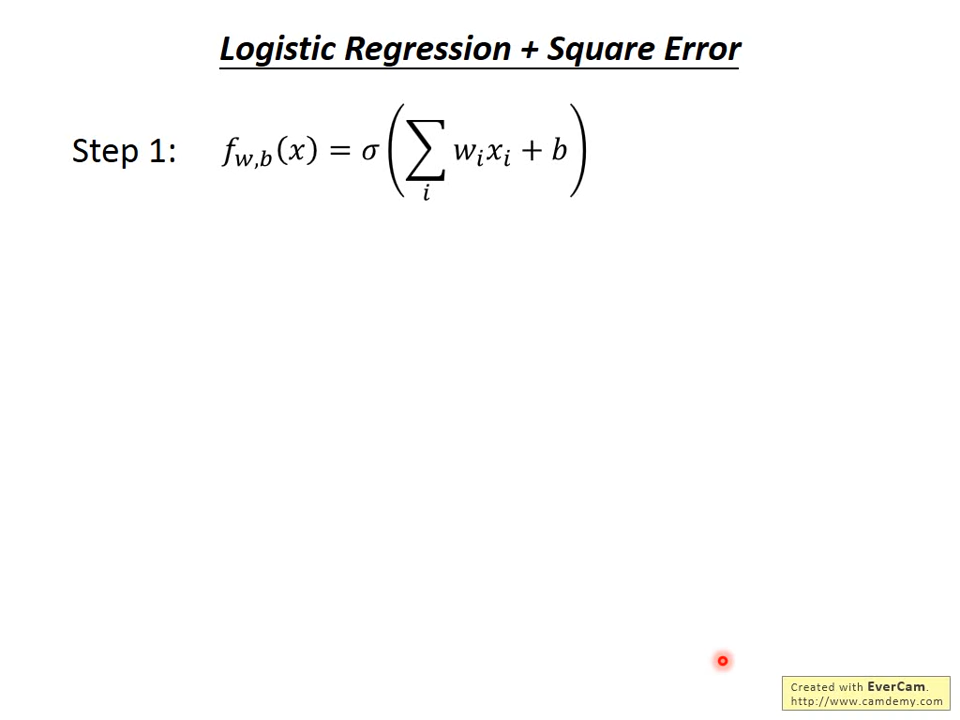 Logistic Regression + Square Error
Step 1: f_{w,b}(x) = σ(∑_i w_i x_i + b)
Created with EverCam.
http://www.camdemy.com